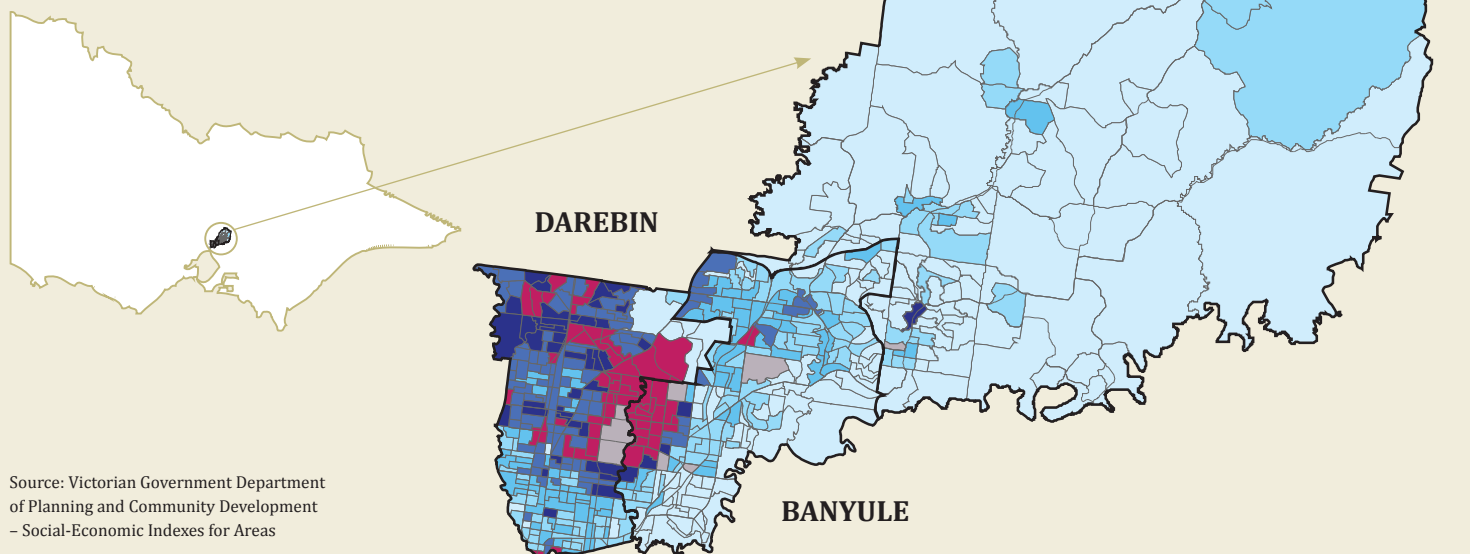 DAREBIN
BANYULE
Source: Victorian Government Department
of Planning and Community Development
– Social-Economic Indexes for Areas